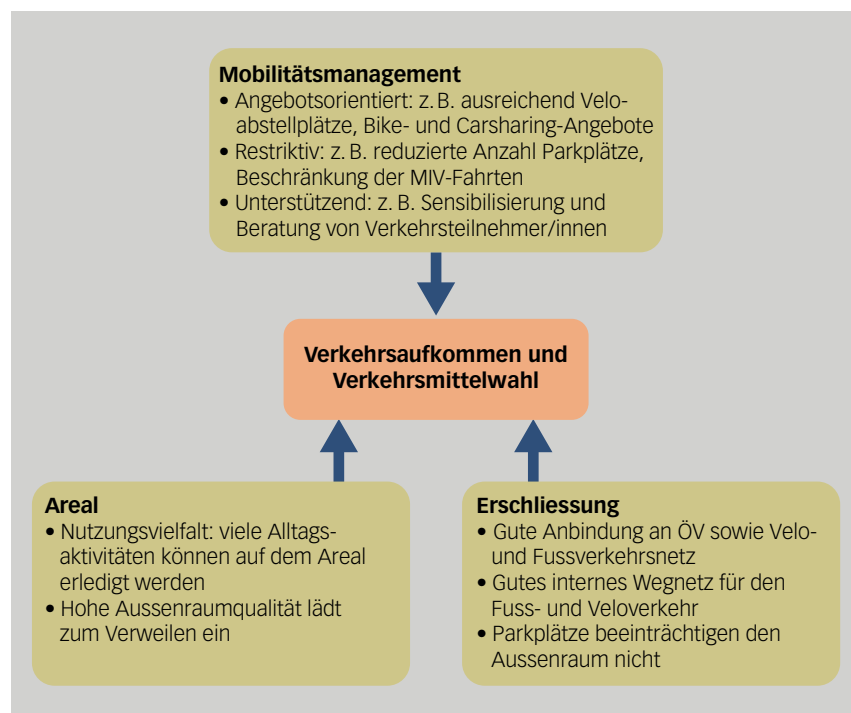 Mobilitätsmanagement
• Angebotsorientiert: z. B. ausreichend Velo-
abstellplätze, Bike- und Carsharing-Angebote
• Restriktiv: z. B. reduzierte Anzahl Parkplätze,
Beschränkung der MIV-Fahrten
• Unterstützend: z. B. Sensibilisierung und
Beratung von Verkehrsteilnehmer/innen
Verkehrsaufkommen und
Verkehrsmittelwahl
Areal
• Nutzungsvielfalt: viele Alltags-
aktivitäten können auf dem Areal
erledigt werden
• Hohe Aussenraumqualität lädt
zum Verweilen ein
Erschliessung
• Gute Anbindung an ÖV sowie Velo-
und Fussverkehrsnetz
• Gutes internes Wegnetz für den
Fuss- und Veloverkehr
• Parkplätze beeinträchtigen den
Aussenraum nicht